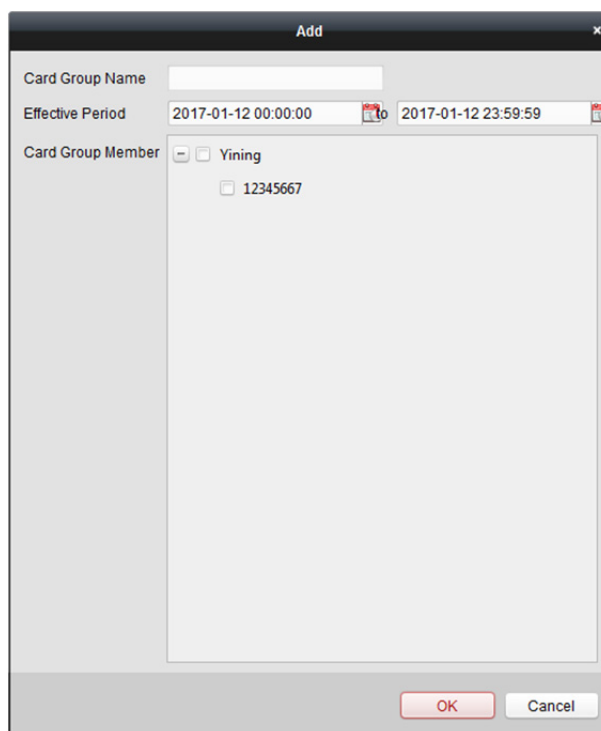 Add
Card Group Name
Effective Period 2017-01-12 00:00:00 to 2017-01-12 23:59:59
Card Group Member Yining
12345667
OK Cancel